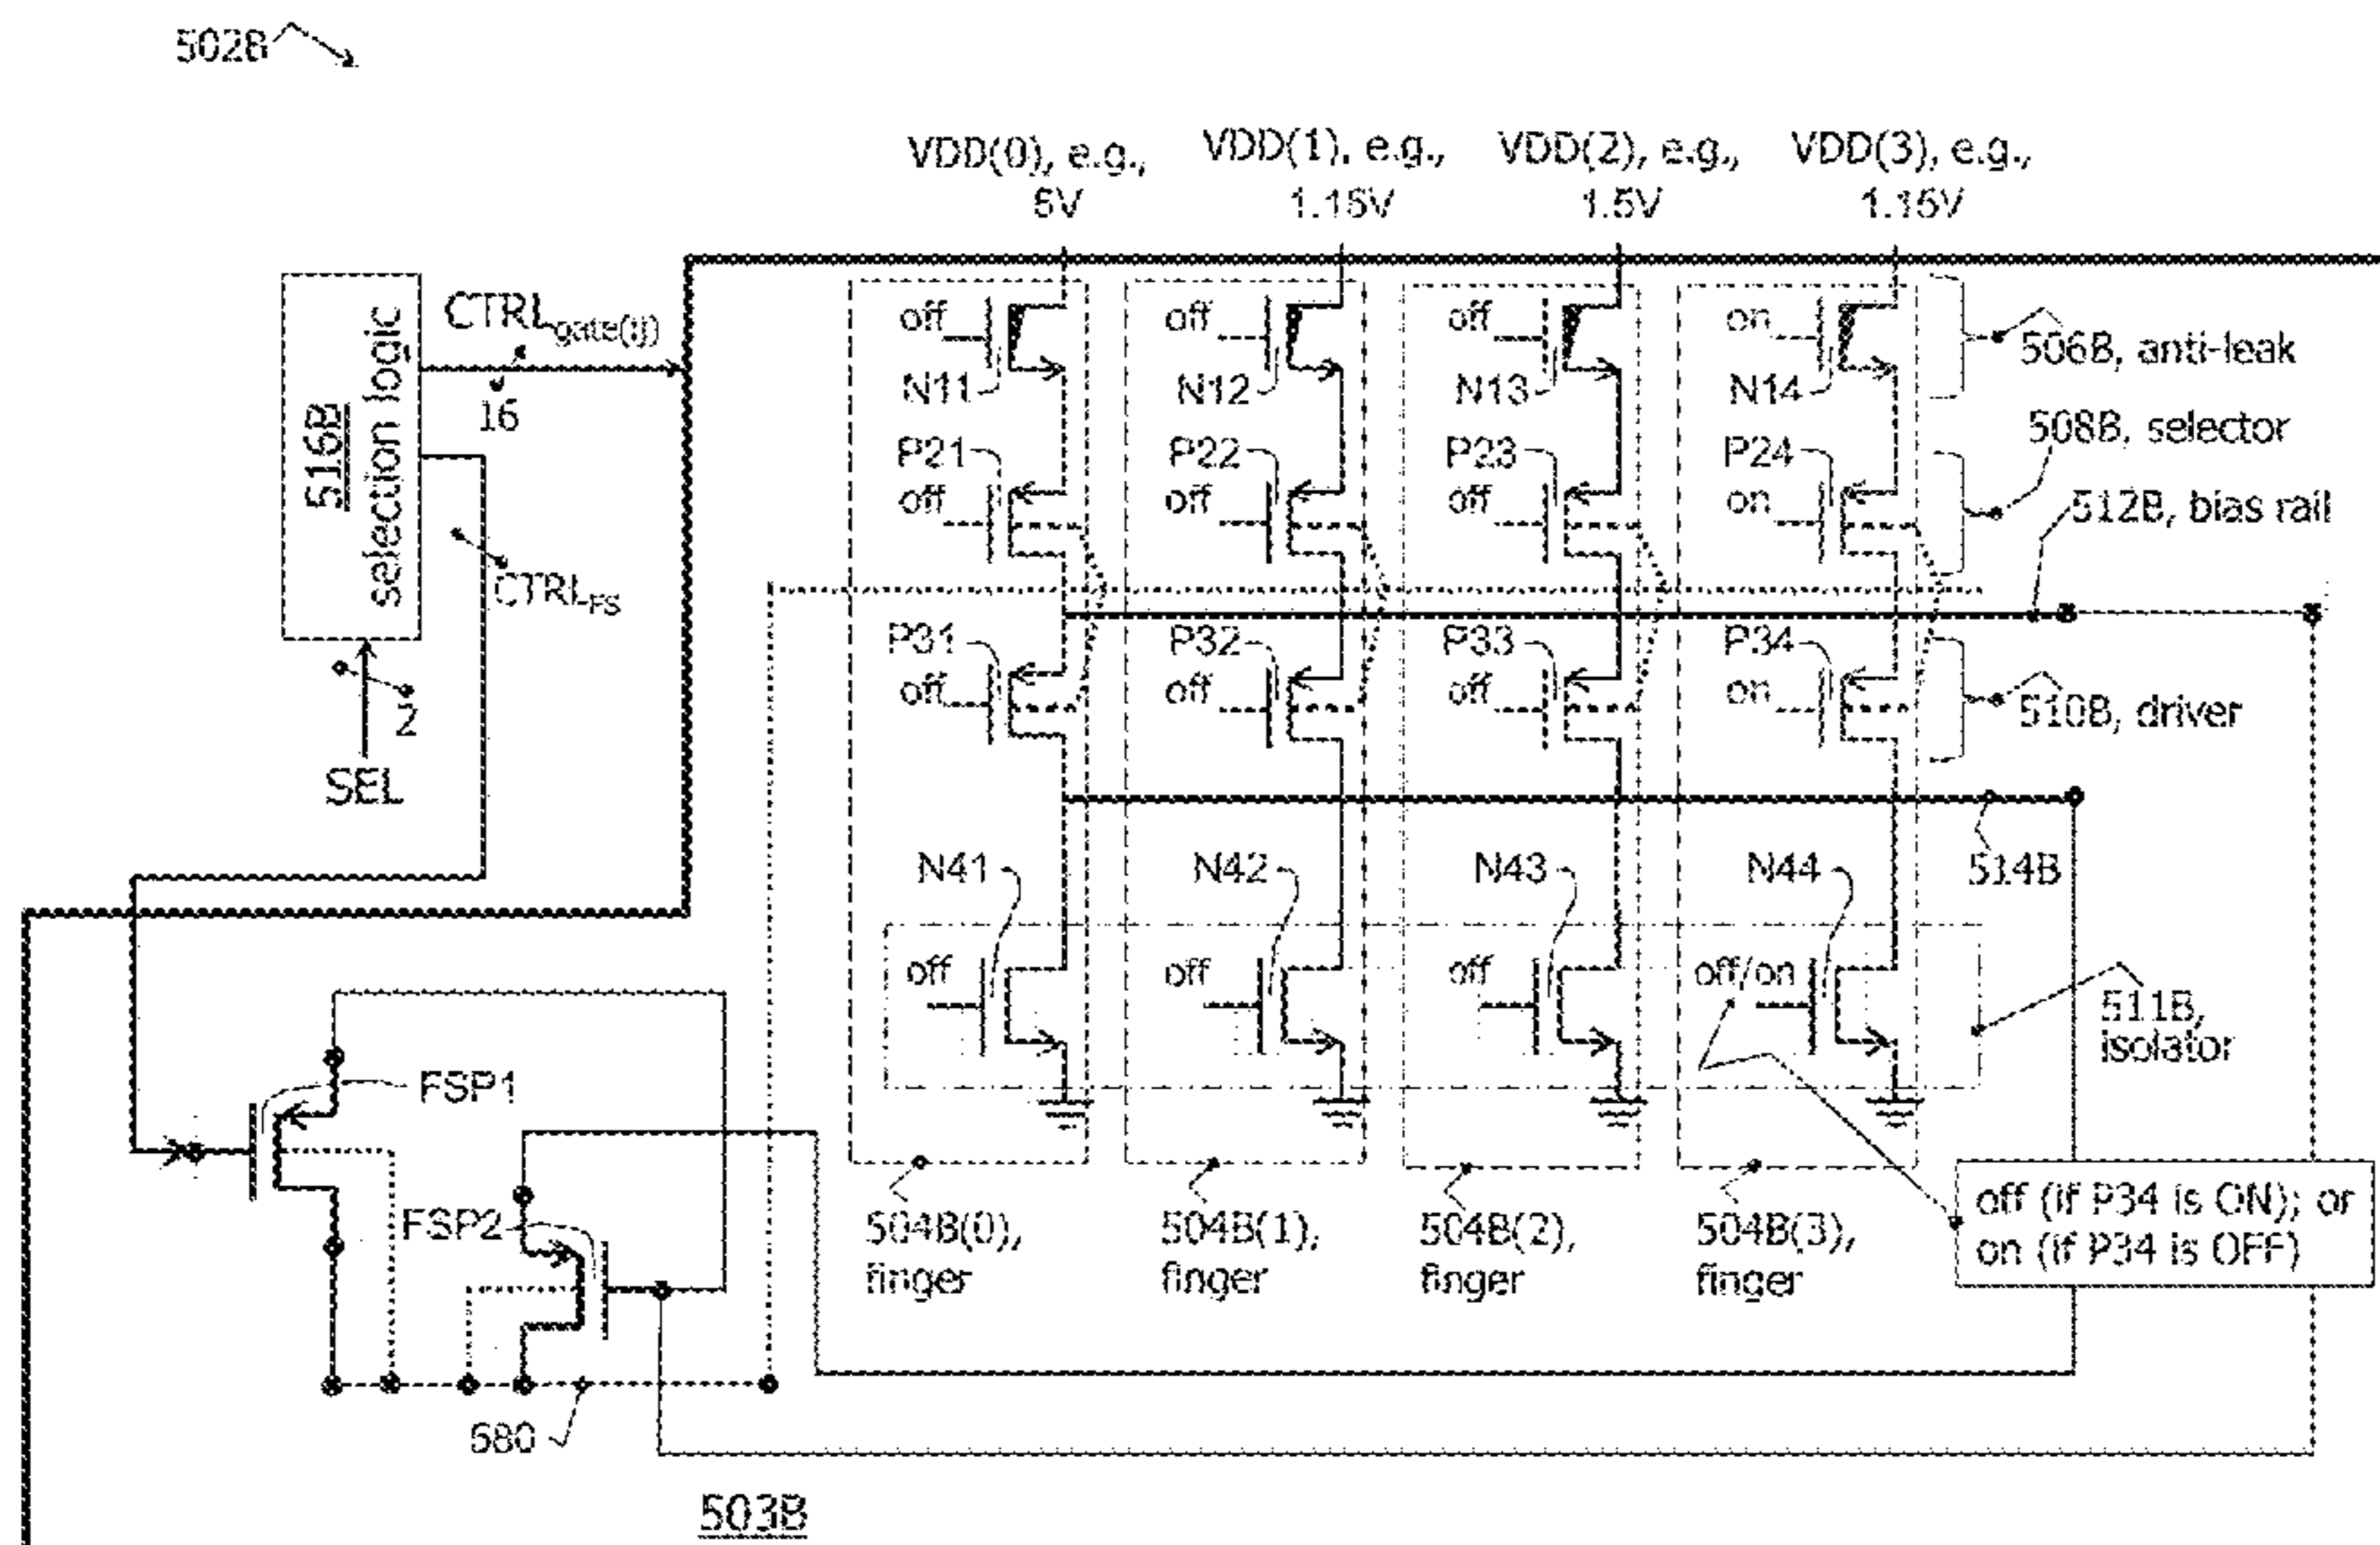 502B
VDD(0), e.g.,
5V
VDD(1), e.g.,
1.15V
VDD(2), e.g.,
1.5V
VDD(3), e.g.,
1.15V
516B
selection logic
CTRLgate(ij)
16
CTRLFS
2
SEL
off
off
off
on
N11
N12
N13
N14
506B, anti-leak
P21
P22
P23
P24
508B, selector
off
off
off
on
512B, bias rail
P31
P32
P33
P34
off
off
off
on
510B, driver
514B
N41
N42
N43
N44
off
off
off
off/on
511B,
isolator
FSP1
FSP2
504B(0),
finger
504B(1),
finger
504B(2),
finger
504B(3),
finger
off (if P34 is ON); or
on (if P34 is OFF)
580
503B